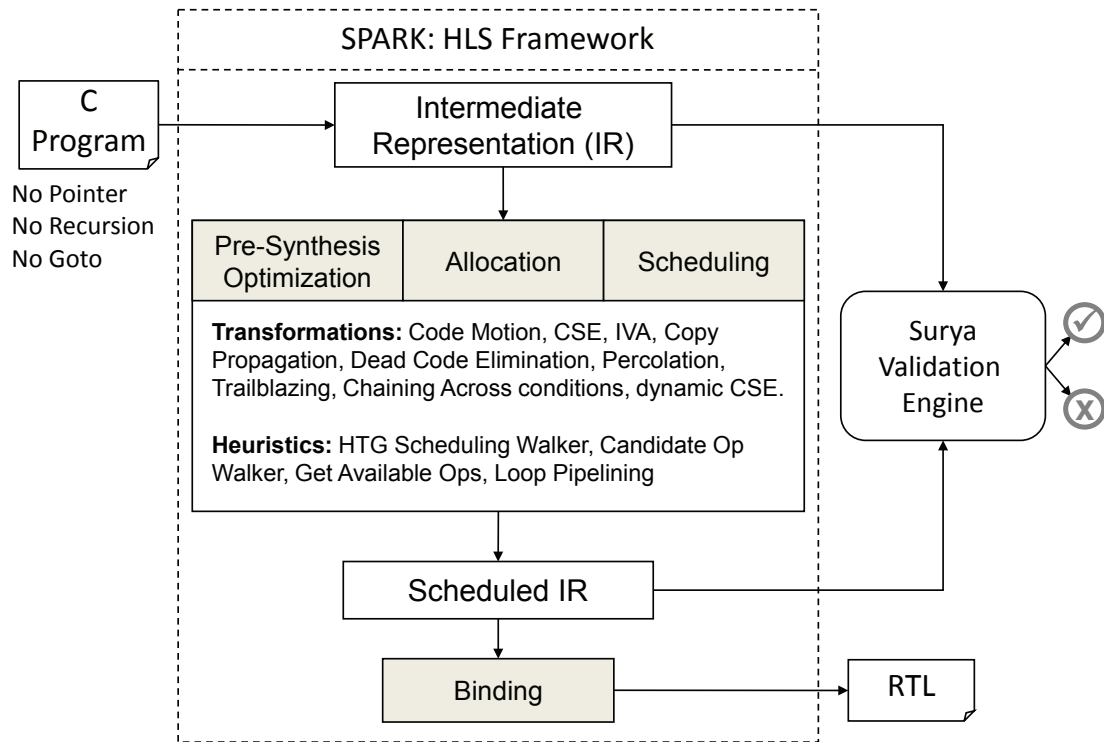 SPARK: HLS Framework
C
Program
No Pointer
No Recursion
No Goto
Intermediate
Representation (IR)
Pre-Synthesis
Optimization
Allocation
Scheduling
Transformations: Code Motion, CSE, IVA, Copy
Propagation, Dead Code Elimination, Percolation,
Trailblazing, Chaining Across conditions, dynamic CSE.
Heuristics: HTG Scheduling Walker, Candidate Op
Walker, Get Available Ops, Loop Pipelining
Surya
Validation
Engine
✓
X
Scheduled IR
Binding
RTL